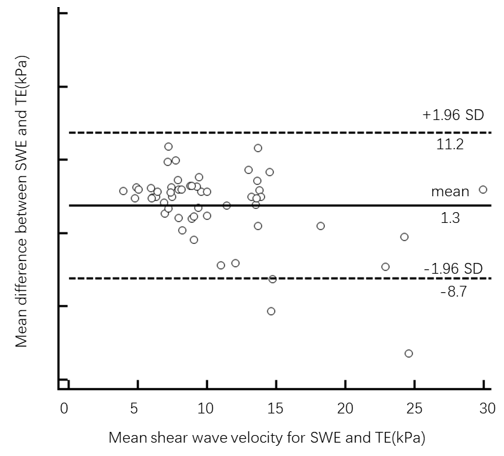 Mean difference between SWE and TE(kPa)
+1.96 SD
11.2
mean
1.3
-1.96 SD
-8.7
0 5 10 15 20 25 30
Mean shear wave velocity for SWE and TE(kPa)